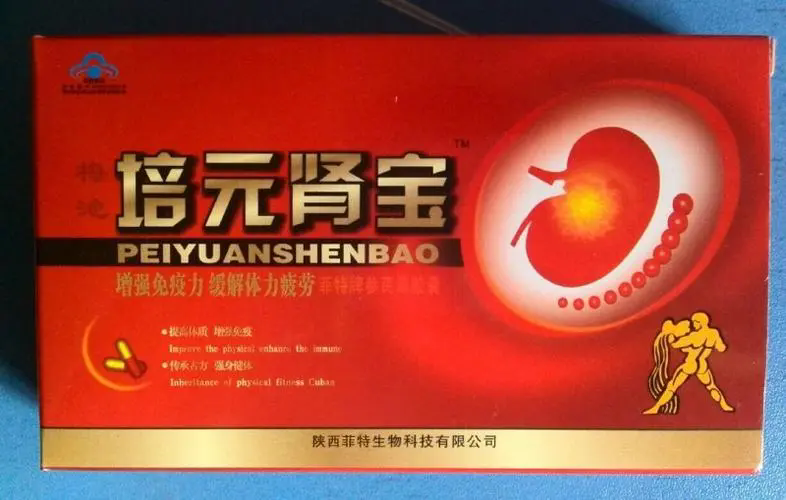 培元肾宝 TM
PEIYUANSHENBAO
增强免疫力 缓解体力疲劳
•提高体质 增强免疫
Improve the physical enhance the immune
•传承古方 强身健体
Inheritance of physical fitness Cuban
陕西菲特生物科技有限公司